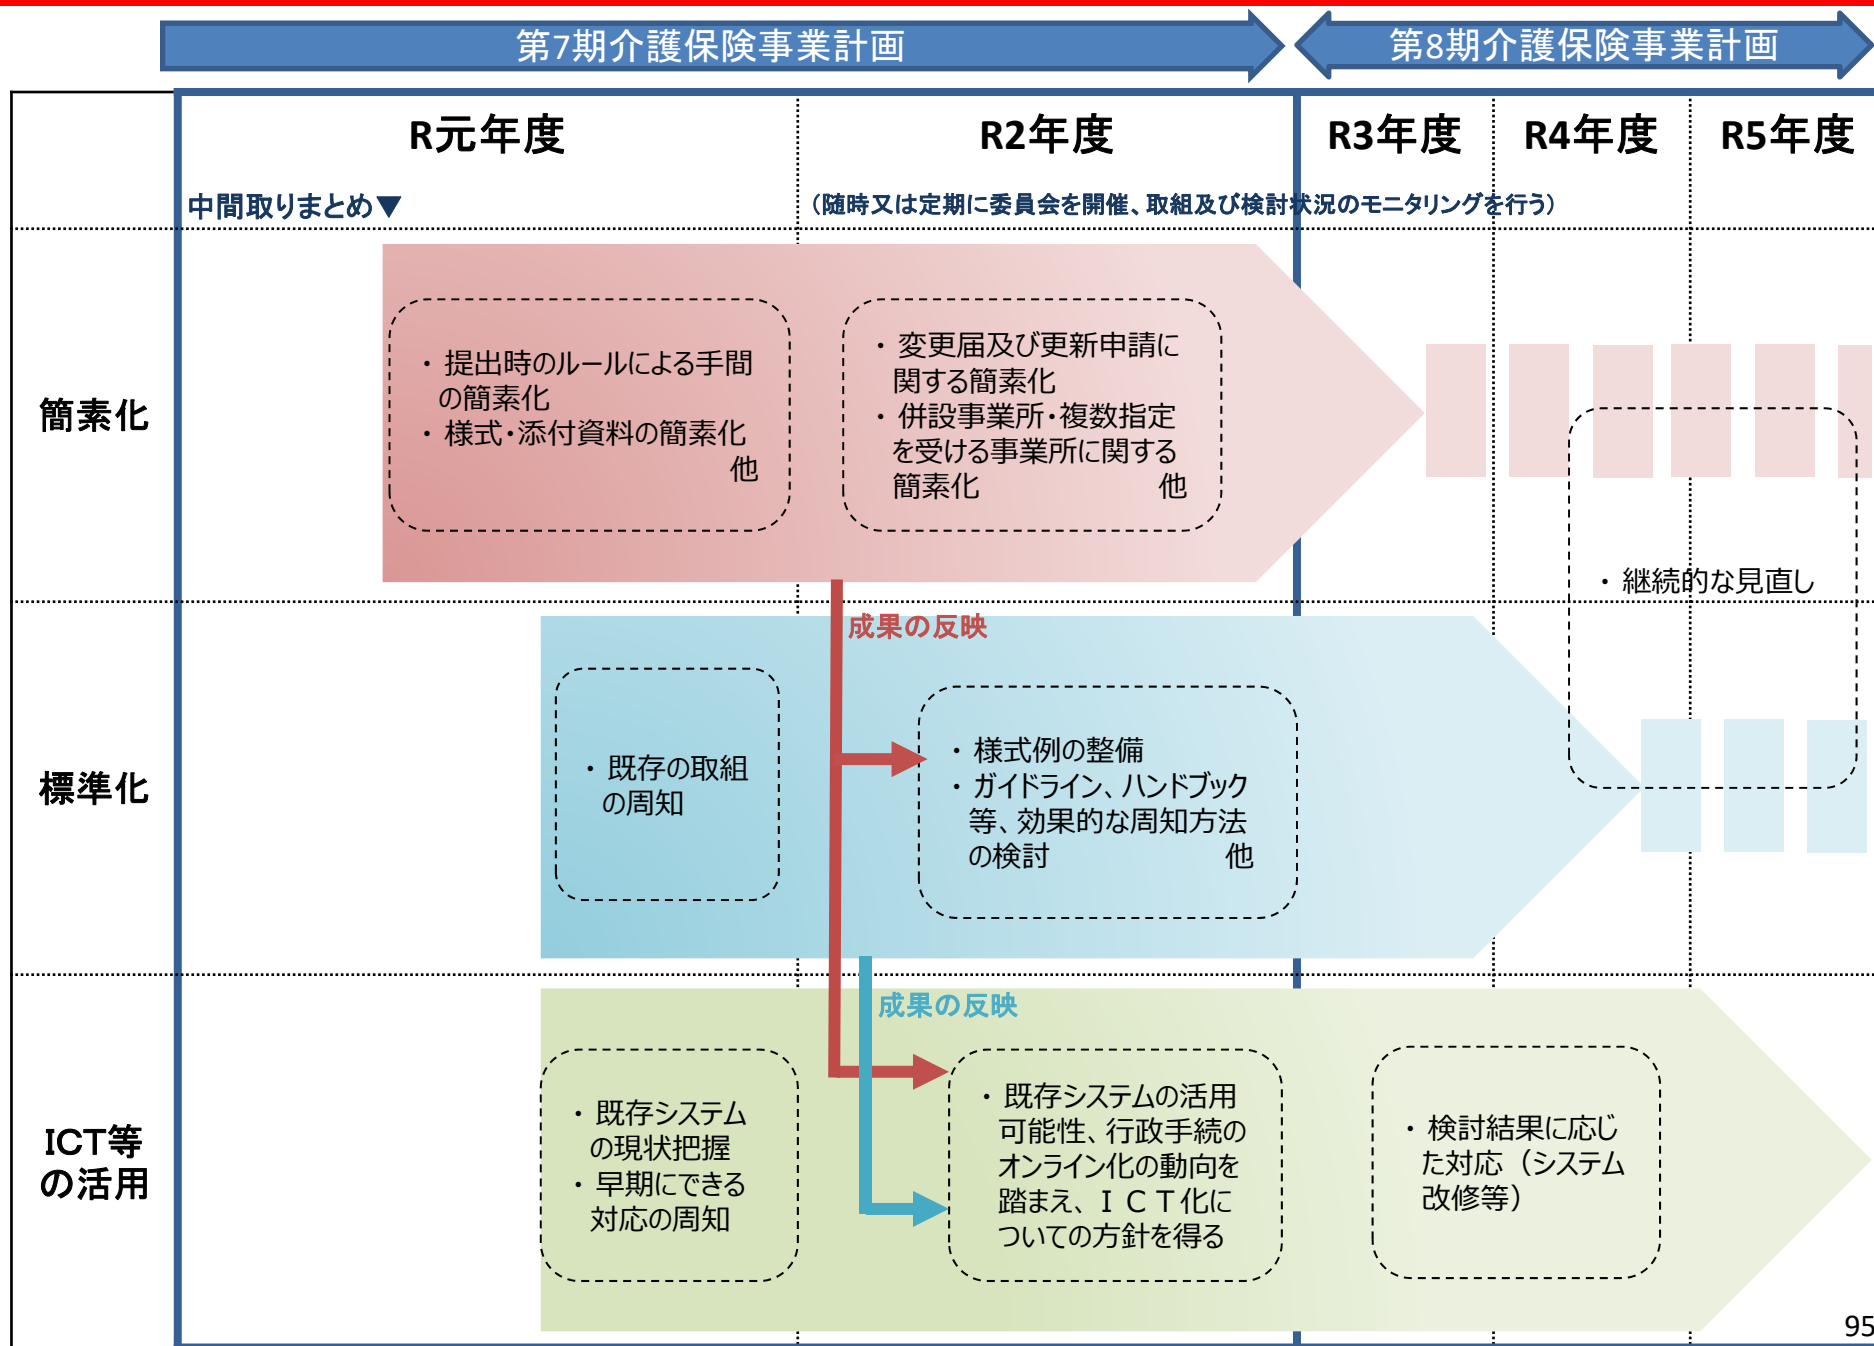 第7期介護保険事業計画
第8期介護保険事業計画
R元年度
R2年度
R3年度
R4年度
R5年度
中間取りまとめ▼
（随時又は定期に委員会を開催、取組及び検討状況のモニタリングを行う）
簡素化
・ 提出時のルールによる手間
の簡素化
・ 様式・添付資料の簡素化
他
・ 変更届及び更新申請に
関する簡素化
・ 併設事業所・複数指定
を受ける事業所に関する
簡素化 他
・ 継続的な見直し
成果の反映
標準化
・ 既存の取組
の周知
・ 様式例の整備
・ ガイドライン、ハンドブック
等、効果的な周知方法
の検討 他
成果の反映
ICT等
の活用
・ 既存システム
の現状把握
・ 早期にできる
対応の周知
・ 既存システムの活用
可能性、行政手続の
オンライン化の動向を
踏まえ、ＩＣＴ化に
ついての方針を得る
・ 検討結果に応じ
た対応（システム
改修等）
95